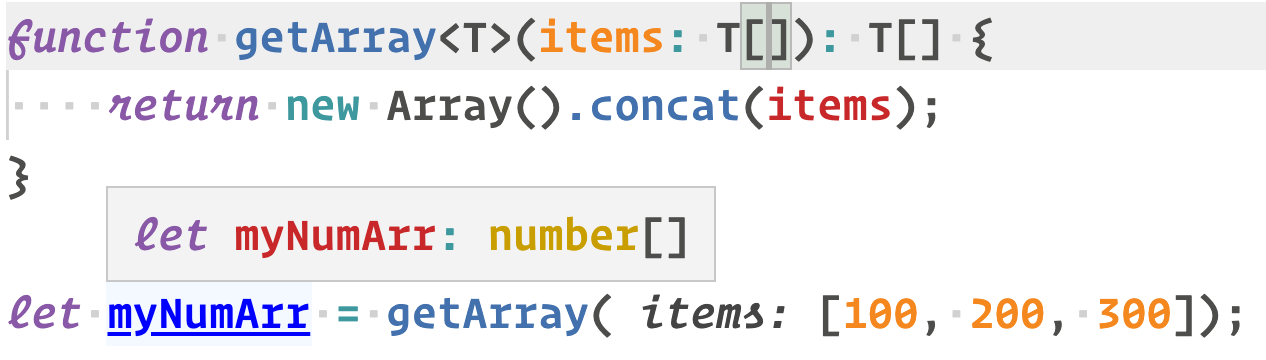 function getArray<T>(items: T[]): T[] {
    return new Array().concat(items);
}
let myNumArr: number[]
let myNumArr = getArray( items: [100, 200, 300]);